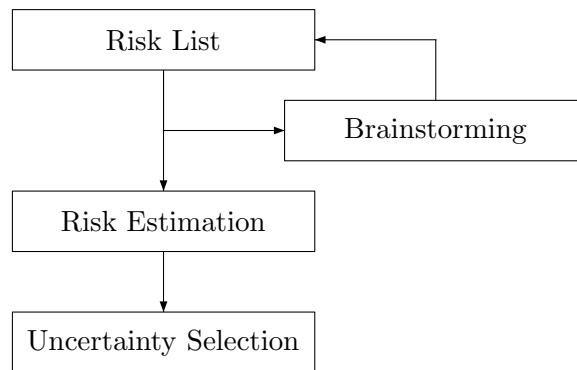 Risk List
Brainstorming
Risk Estimation
Uncertainty Selection